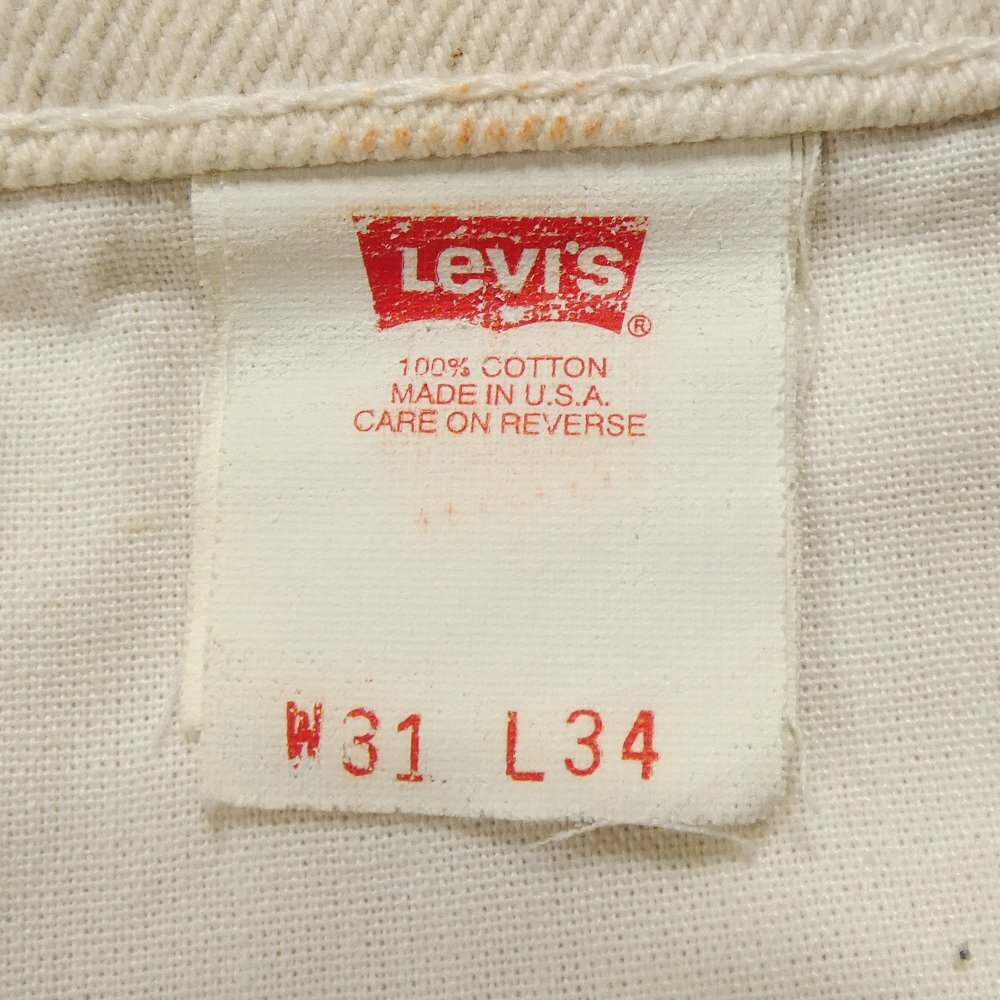 Levi's ®
100% COTTON
MADE IN U.S.A.
CARE ON REVERSE
W31 L34